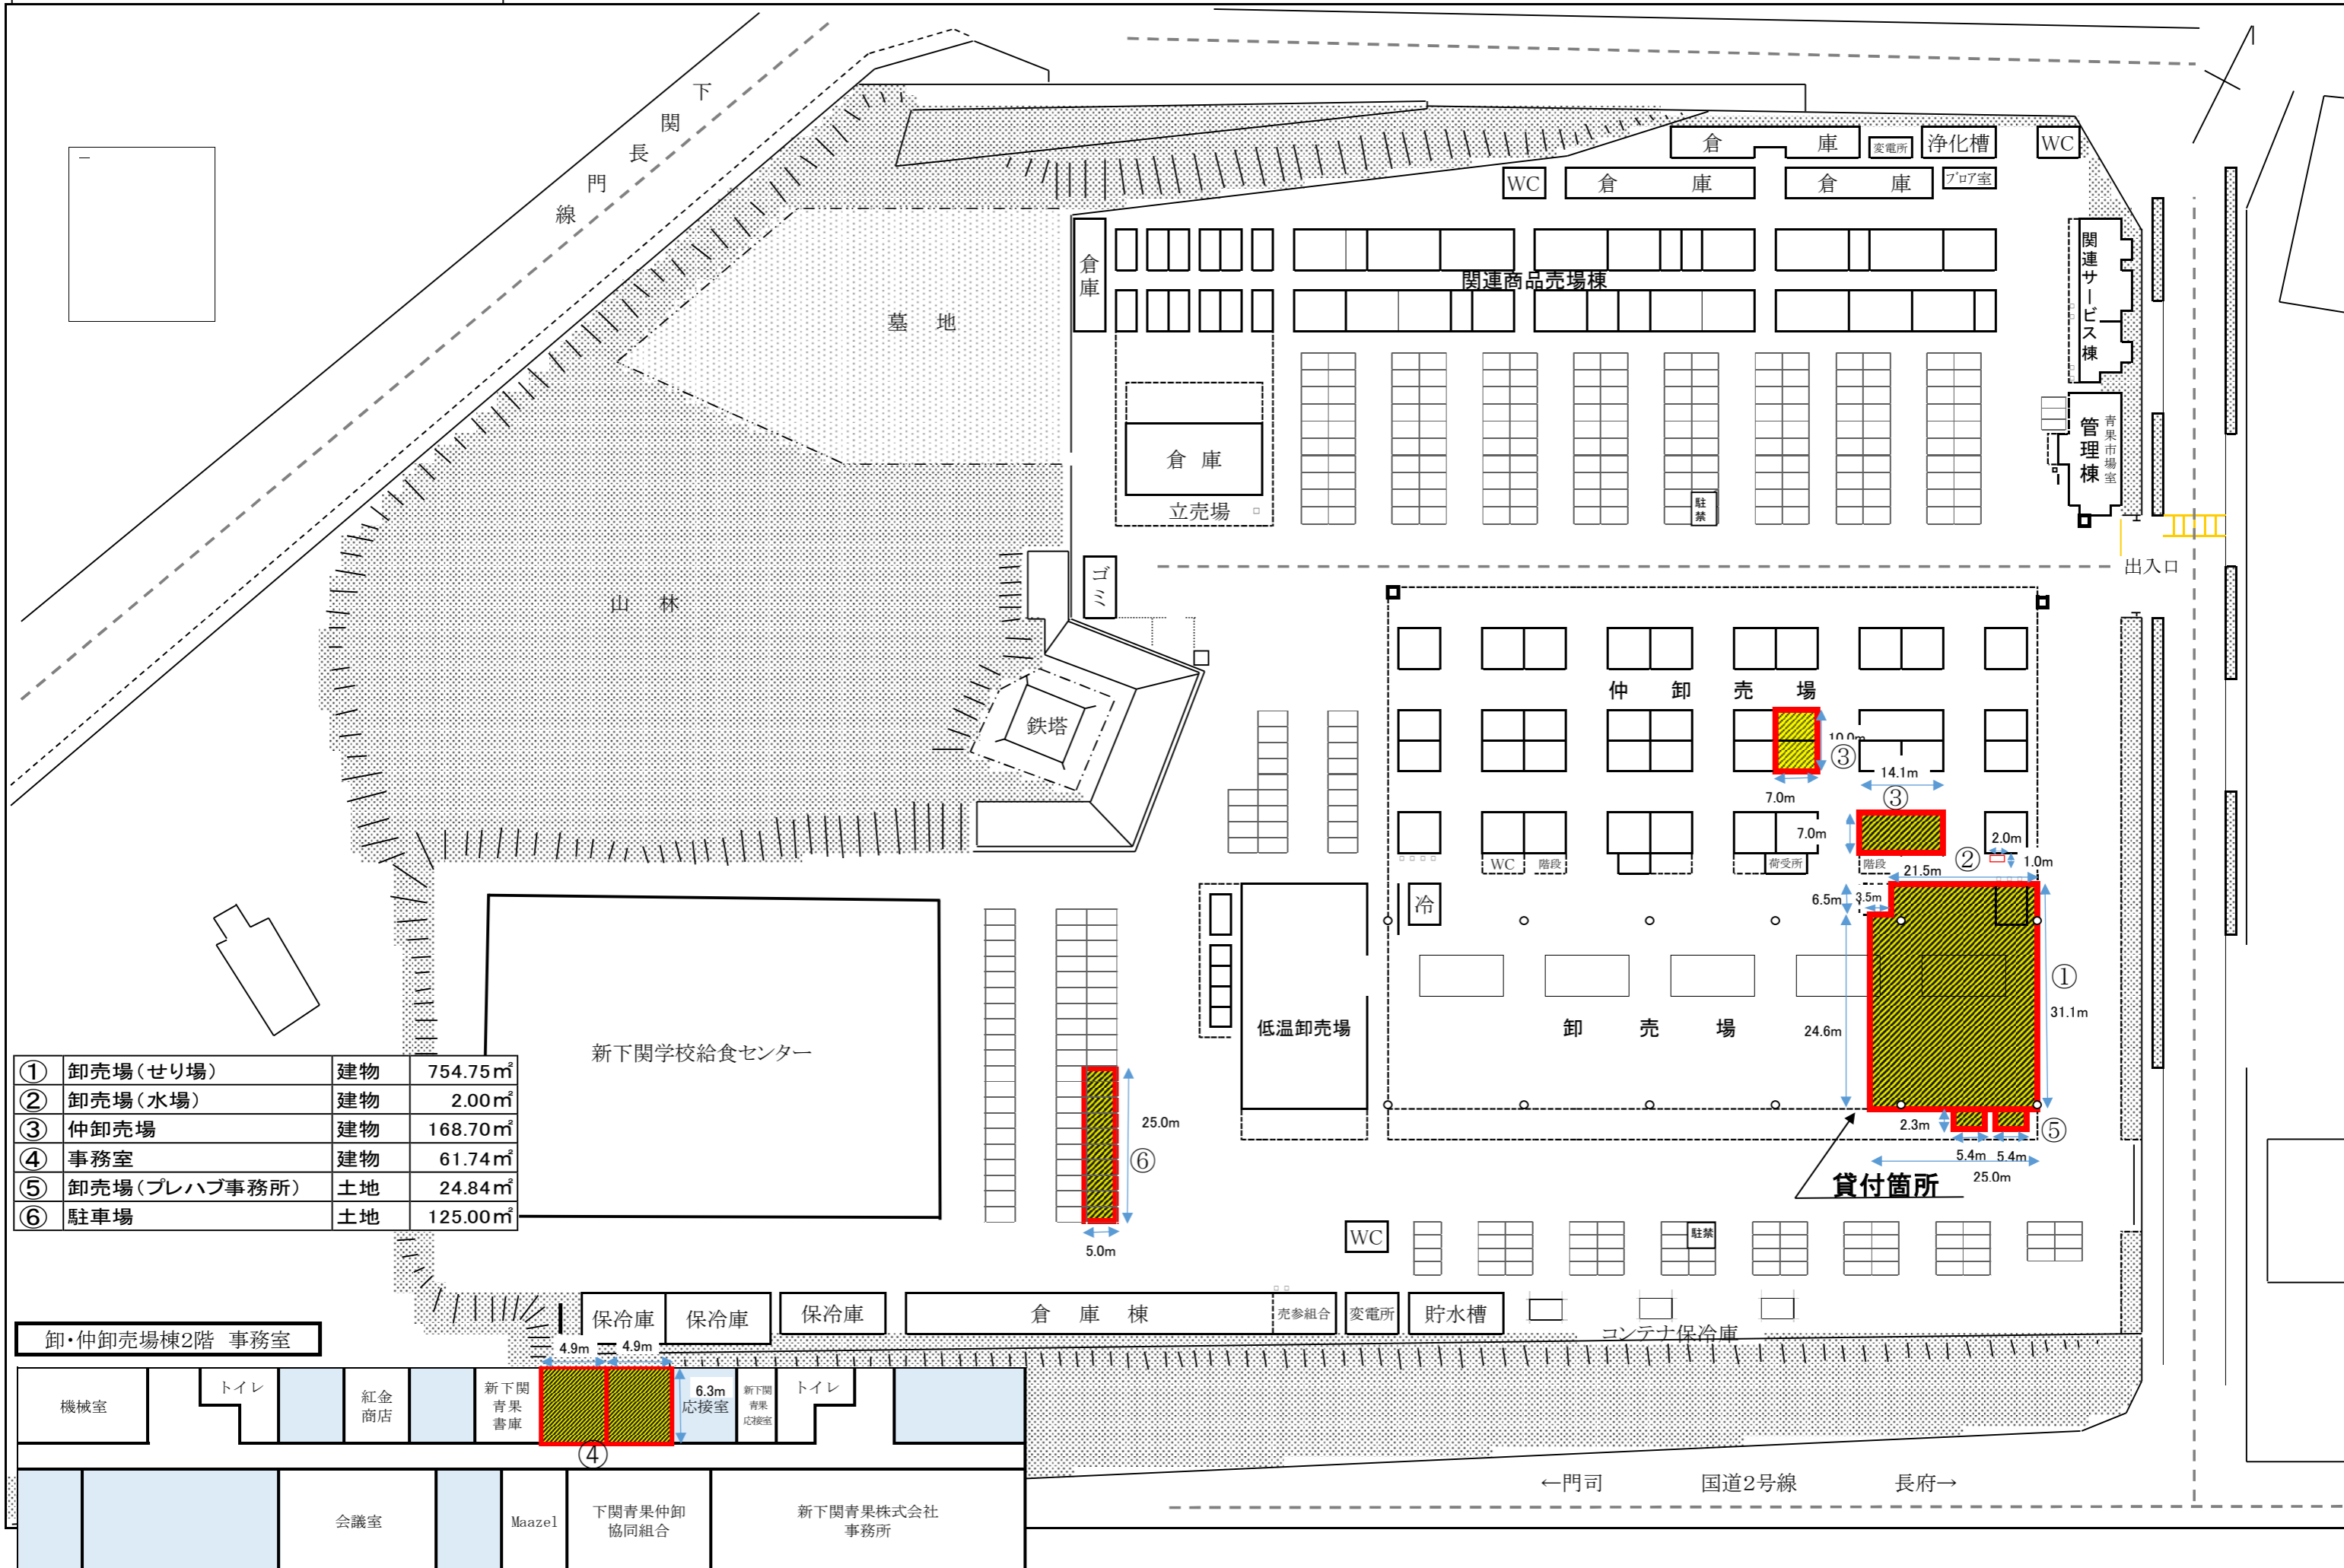 下関長門線
倉　庫
変電所
浄化槽
WC
WC
倉　庫
倉　庫
ブロア室
倉庫
関連商品売場棟
関連サービス棟
墓　地
倉 庫
立売場
駐禁
管理棟
青果市場室
出入口
ゴミ
山　林
鉄塔
仲　卸　売　場
10.0m
③
7.0m
14.1m
③
7.0m
②
2.0m
1.0m
WC
階段
荷受所
階段
21.5m
6.5m
3.5m
冷
①
31.1m
24.6m
低温卸売場
卸　売　場
新下関学校給食センター
25.0m
⑥
5.0m
2.3m
⑤
5.4m
5.4m
25.0m
貸付箇所
① 卸売場(せり場) 建物 754.75㎡
② 卸売場(水場) 建物 2.00㎡
③ 仲卸売場 建物 168.70㎡
④ 事務室 建物 61.74㎡
⑤ 卸売場(プレハブ事務所) 土地 24.84㎡
⑥ 駐車場 土地 125.00㎡
WC
駐禁
保冷庫
保冷庫
保冷庫
倉　庫　棟
売参組合
変電所
貯水槽
コンテナ保冷庫
卸・仲卸売場棟2階 事務室
4.9m
4.9m
機械室
トイレ
紅金
商店
新下関
青果
書庫
6.3m
応接室
新下関
青果
応接室
トイレ
④
会議室
Maazel
下関青果仲卸
協同組合
新下関青果株式会社
事務所
←門司
国道2号線
長府→